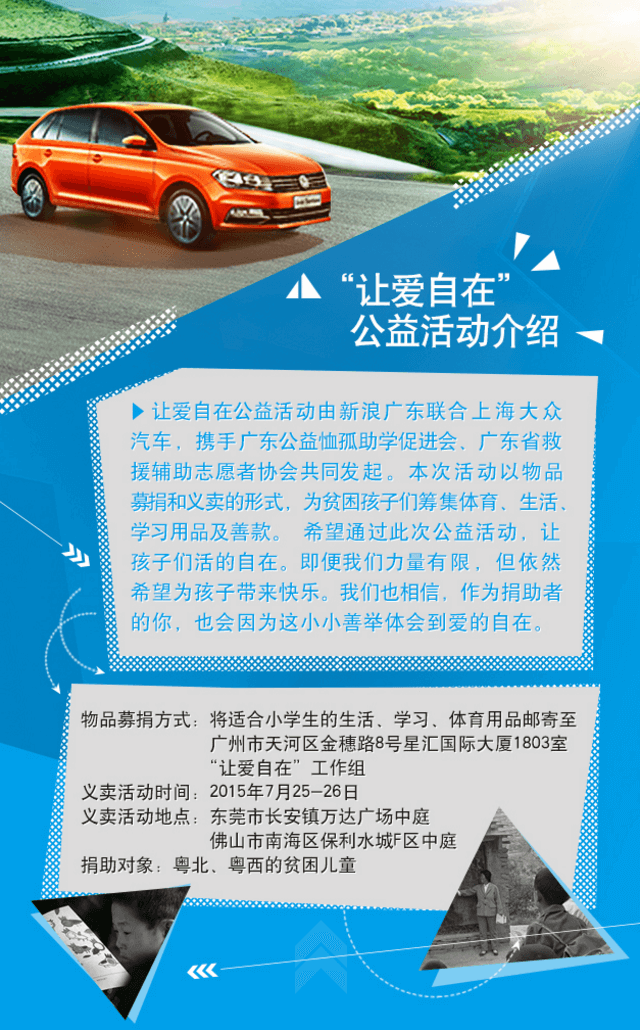 “让爱自在”
公益活动介绍
让爱自在公益活动由新浪广东联合上海大众
汽车，携手广东公益恤孤助学促进会、广东省救
援辅助志愿者协会共同发起。本次活动以物品
募捐和义卖的形式，为贫困孩子们筹集体育、生活、
学习用品及善款。 希望通过此次公益活动，让
孩子们活的自在。即便我们力量有限，但依然
希望为孩子带来快乐。我们也相信，作为捐助者
的你，也会因为这小小善举体会到爱的自在。
物品募捐方式：将适合小学生的生活、学习、体育用品邮寄至
广州市天河区金穗路8号星汇国际大厦1803室
“让爱自在”工作组
义卖活动时间：2015年7月25-26日
义卖活动地点：东莞市长安镇万达广场中庭
佛山市南海区保利水城F区中庭
捐助对象：粤北、粤西的贫困儿童